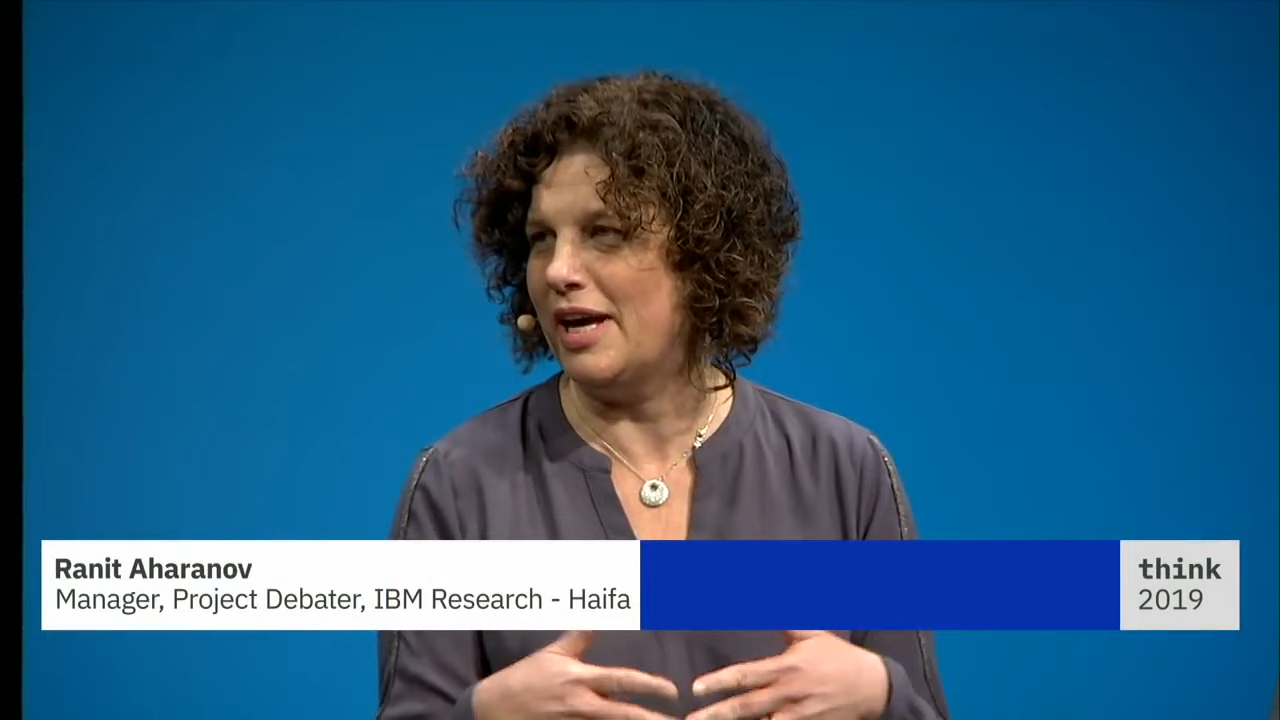 Ranit Aharanov
Manager, Project Debater, IBM Research - Haifa
think
2019